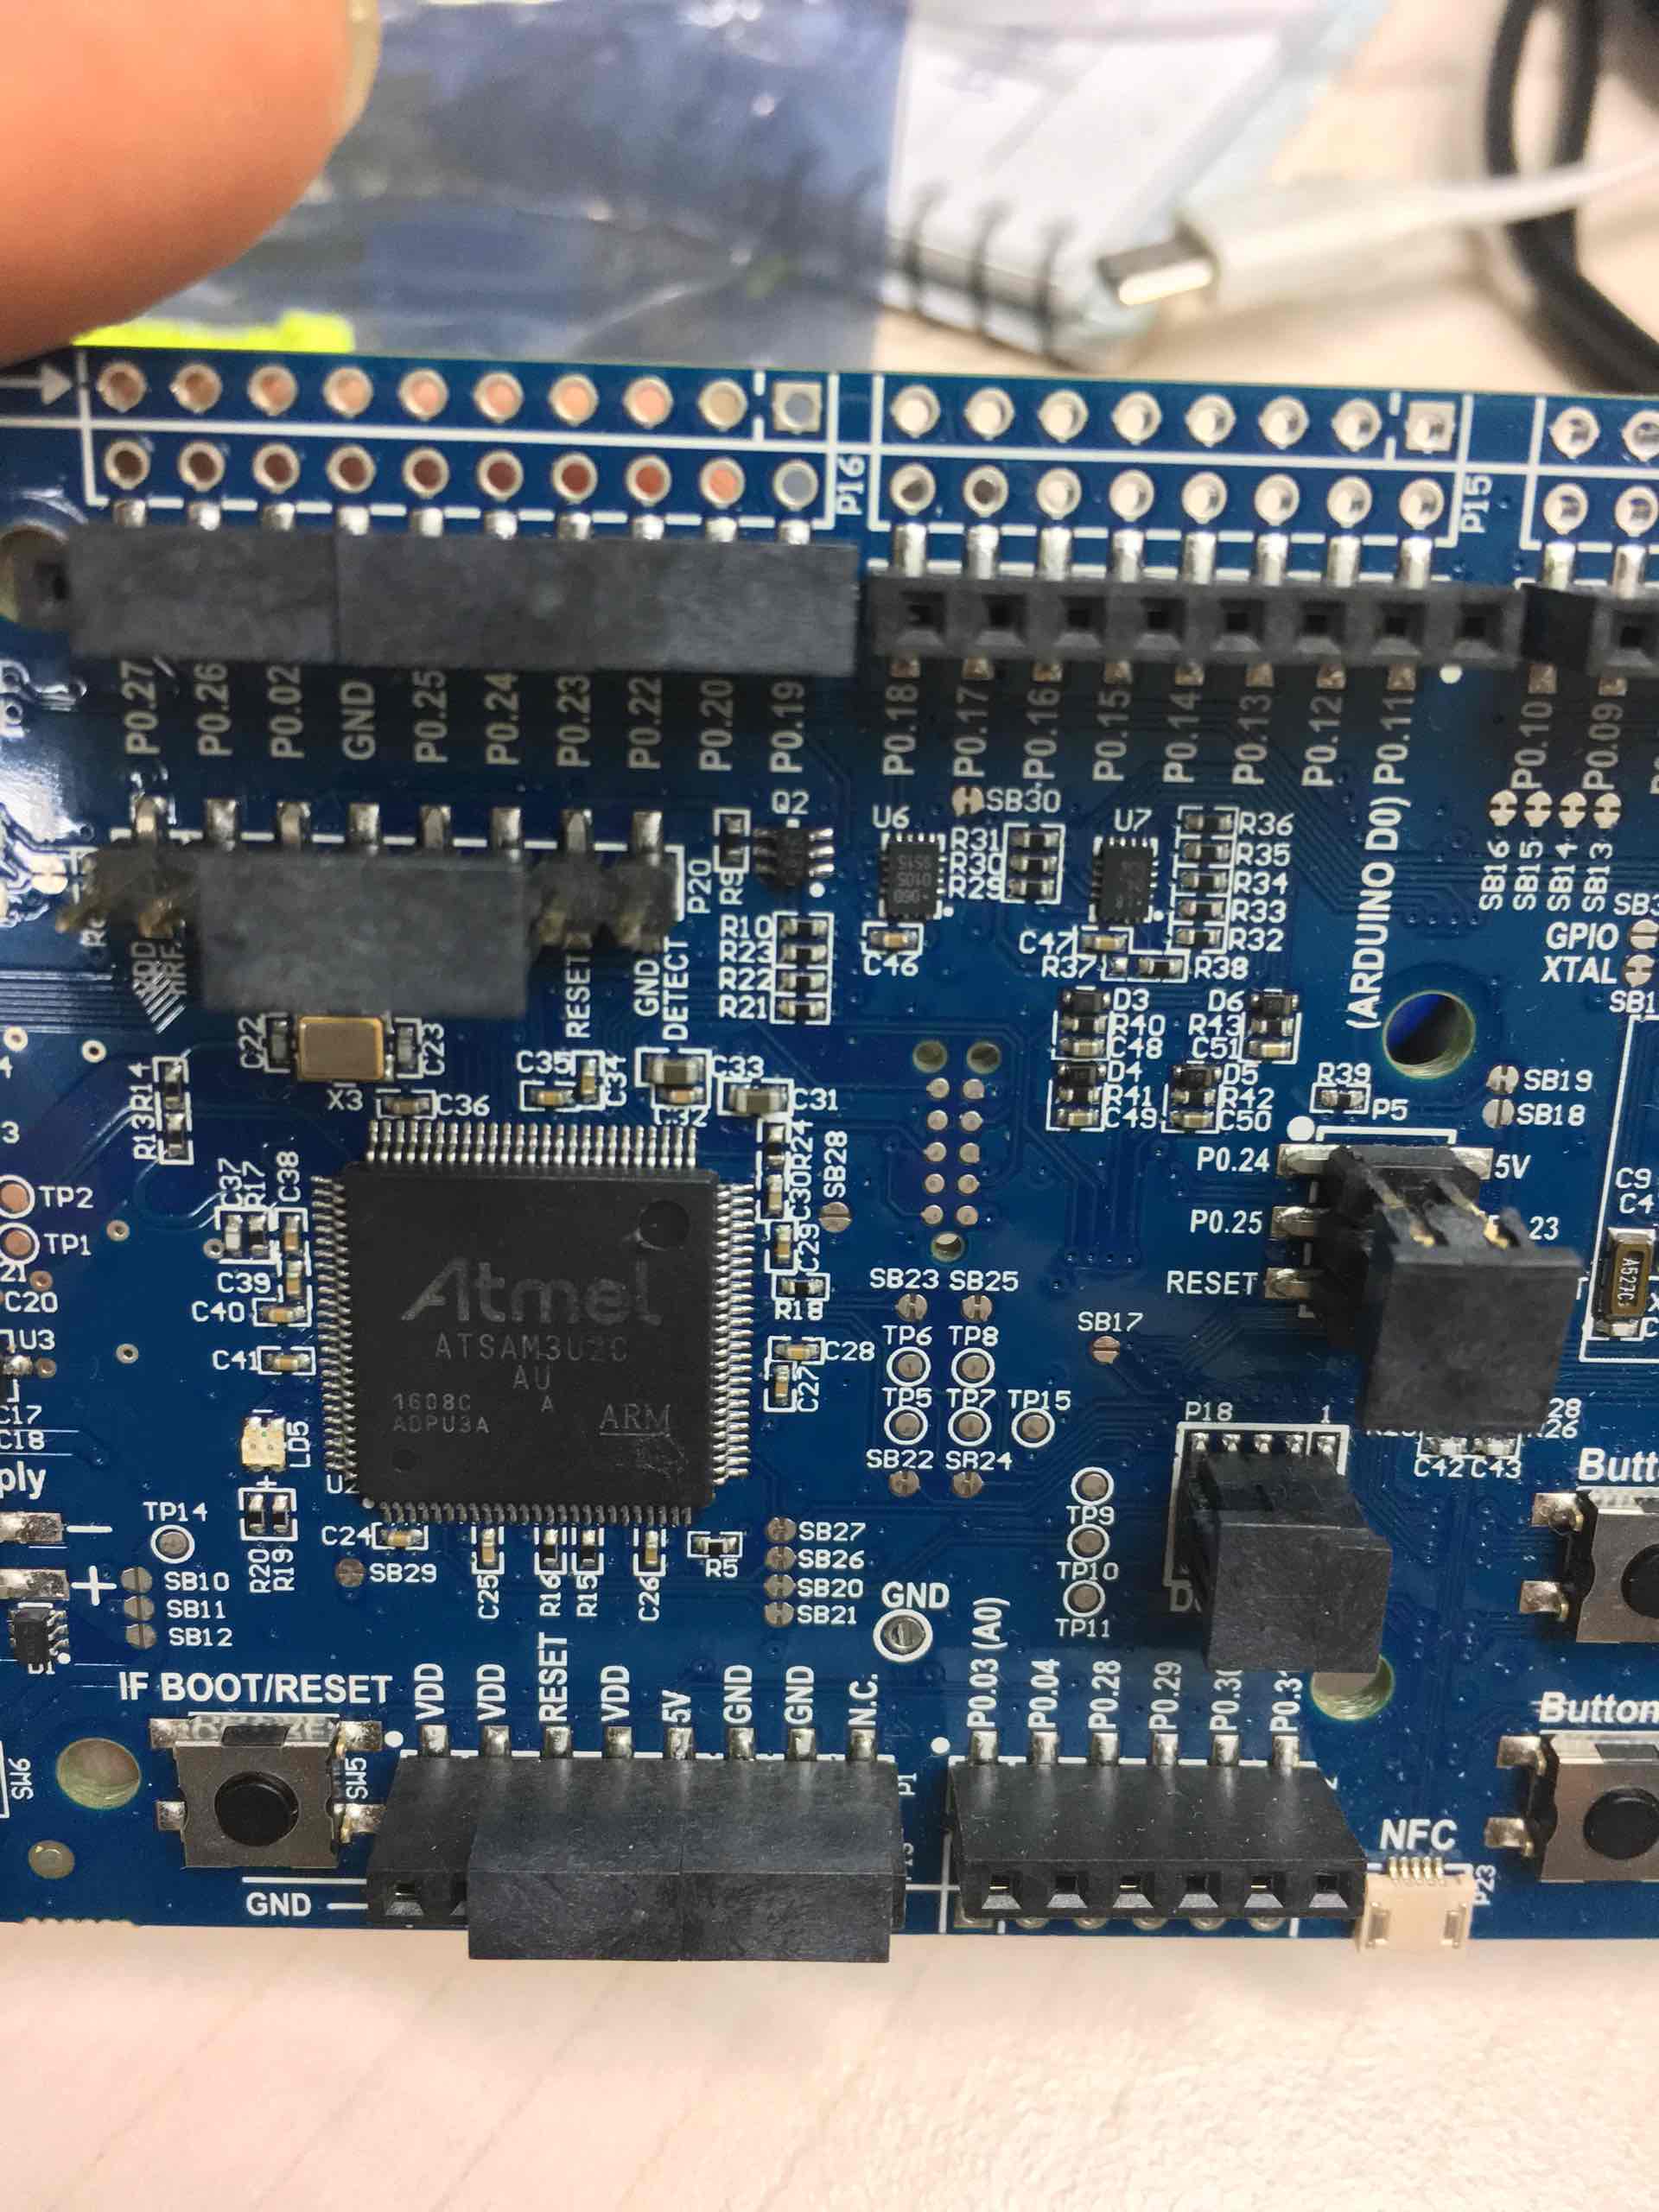 P16
P15
P0.27
P0.26
P0.02
GND
P0.25
P0.24
P0.23
P0.22
P0.20
P0.19
P0.18
P0.17
P0.16
P0.15
P0.14
P0.13
P0.12
P0.11
(ARDUINO D0)
P0.10
P0.09
SB30
Q2
R9
P20
U6
R31
R30
R29
U7
R36
R35
R34
R33
R32
SB16
SB15
SB14
SB13
GPIO
XTAL
RESET
GND
DETECT
R10
R23
R22
R21
C46
C47
R37
R38
D3
R40
C48
D4
R41
C49
D6
R43
C51
D5
R42
C50
R39
P5
SB19
SB18
C22
C23
X3
C36
C35
C34
C33
C31
R13R14
C30R24
SB28
C29
R18
C37
R17
C38
C39
C40
C41
P0.24
5V
P0.25
23
RESET
TP2
TP1
C20
U3
C17
C18
Atmel
ATSAM3U2C
AU
1608C
A
ADPU3A
ARM
C28
C27
SB23
SB25
TP6
TP8
TP5
TP7
TP15
SB22
SB24
SB17
P18
1
C42
C43
A527C
LD5
TP14
R20
R19
C24
SB29
C25
R16
R15
C26
R5
SB27
SB26
SB20
SB21
SB10
SB11
SB12
TP9
TP10
TP11
GND
IF BOOT/RESET
VDD
VDD
RESET
VDD
5V
GND
GND
N.C.
P0.03 (A0)
P0.04
P0.28
P0.29
Button
SW5
SW6
P1
GND
NFC
P23